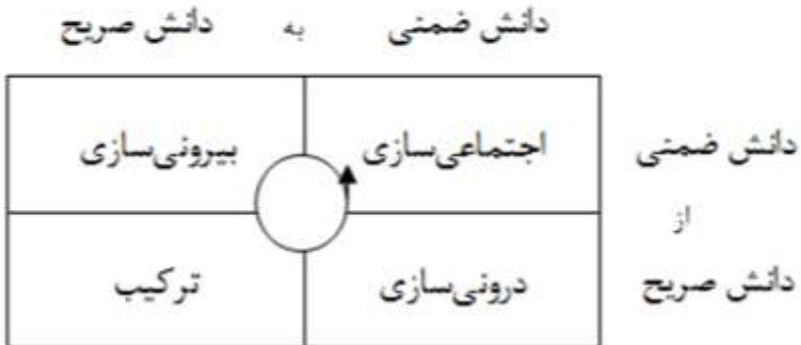 دانش ضمنی به دانش صریح
دانش ضمنی اجتماعی‌سازی بیرونی‌سازی
از
دانش صریح درونی‌سازی ترکیب